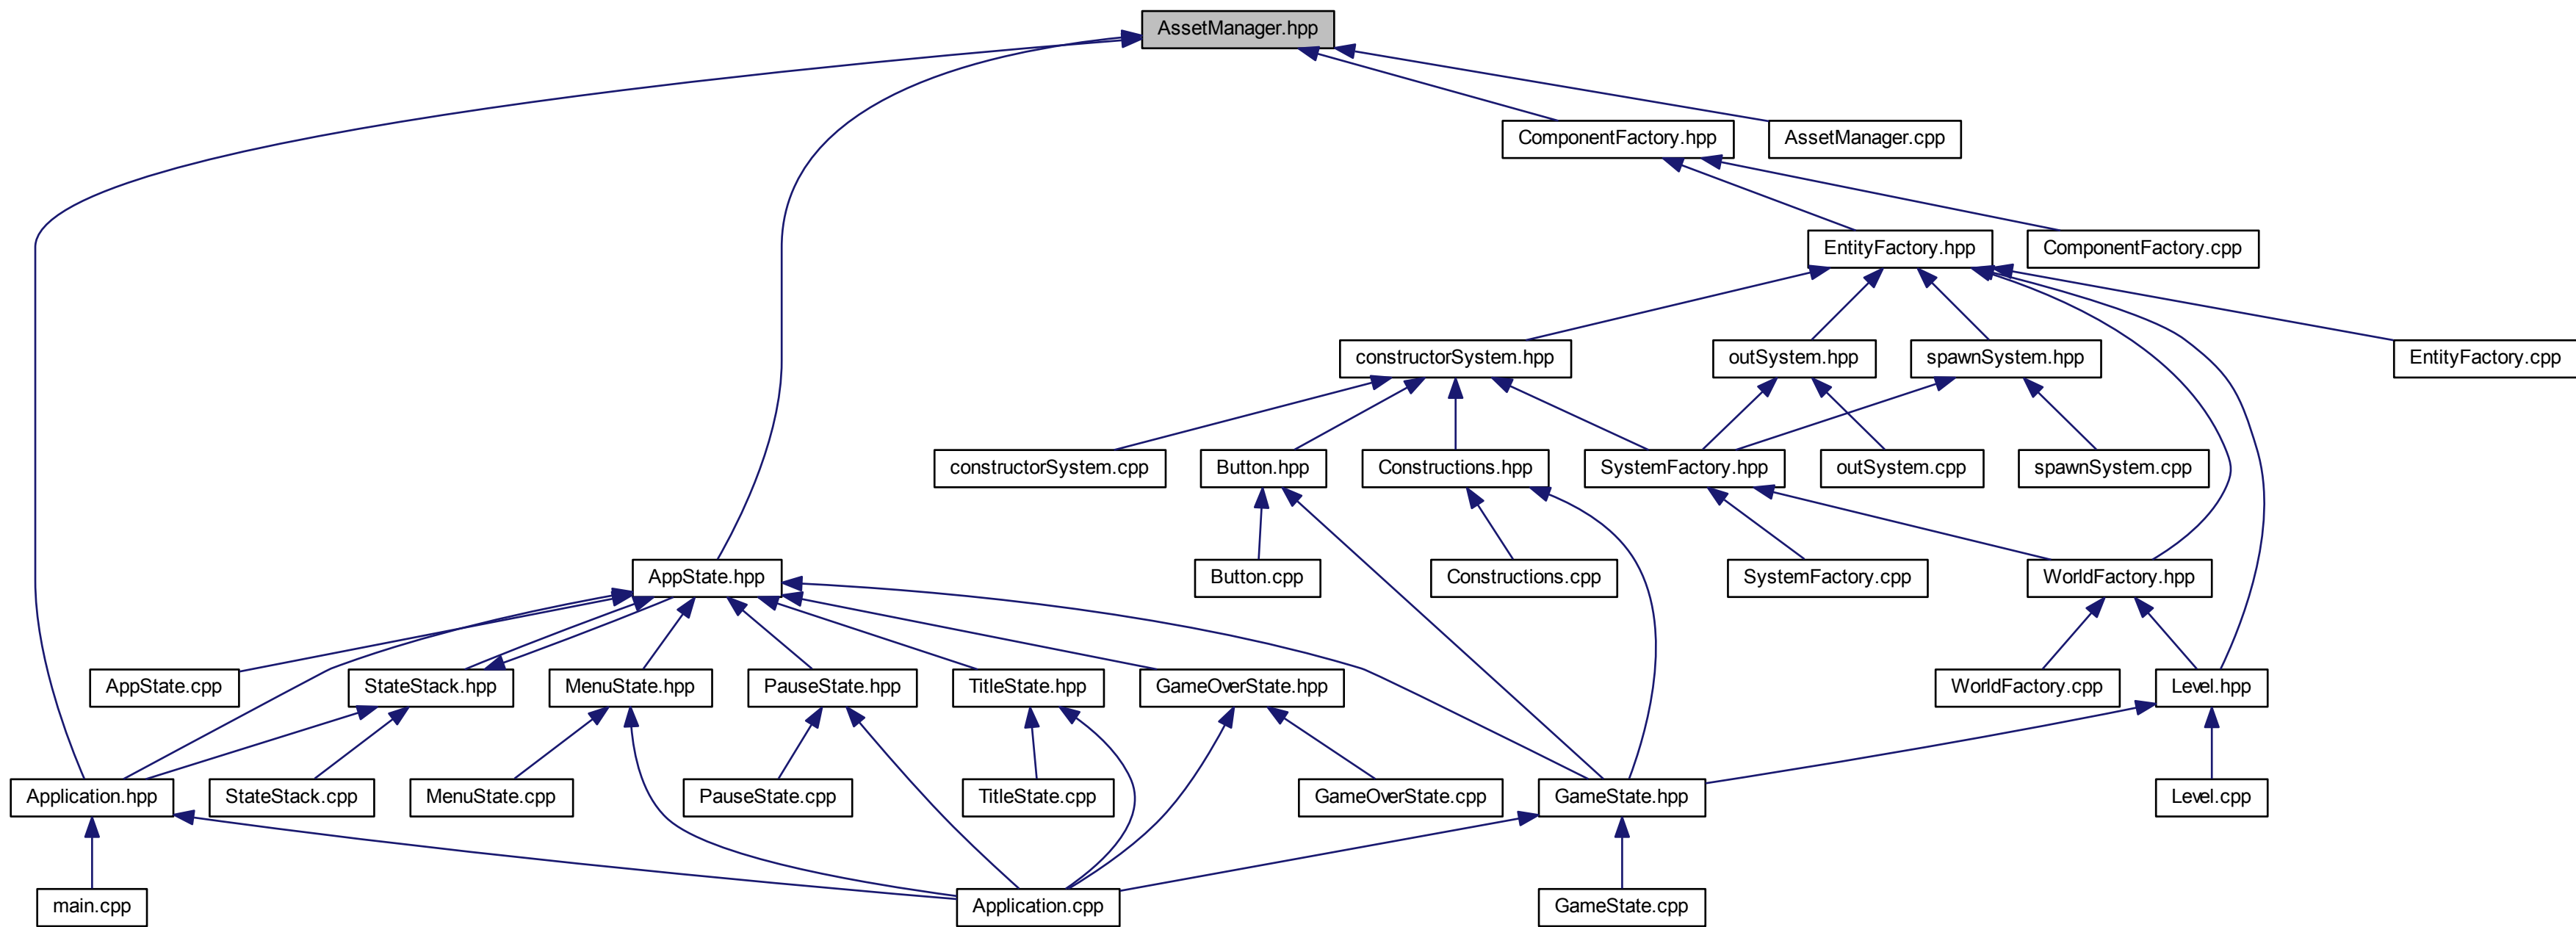 AssetManager.hpp
ComponentFactory.hpp
AssetManager.cpp
EntityFactory.hpp
ComponentFactory.cpp
constructorSystem.hpp
outSystem.hpp
spawnSystem.hpp
EntityFactory.cpp
constructorSystem.cpp
Button.hpp
Constructions.hpp
SystemFactory.hpp
outSystem.cpp
spawnSystem.cpp
AppState.hpp
Button.cpp
Constructions.cpp
SystemFactory.cpp
WorldFactory.hpp
AppState.cpp
StateStack.hpp
MenuState.hpp
PauseState.hpp
TitleState.hpp
GameOverState.hpp
WorldFactory.cpp
Level.hpp
Application.hpp
StateStack.cpp
MenuState.cpp
PauseState.cpp
TitleState.cpp
GameOverState.cpp
GameState.hpp
Level.cpp
main.cpp
Application.cpp
GameState.cpp